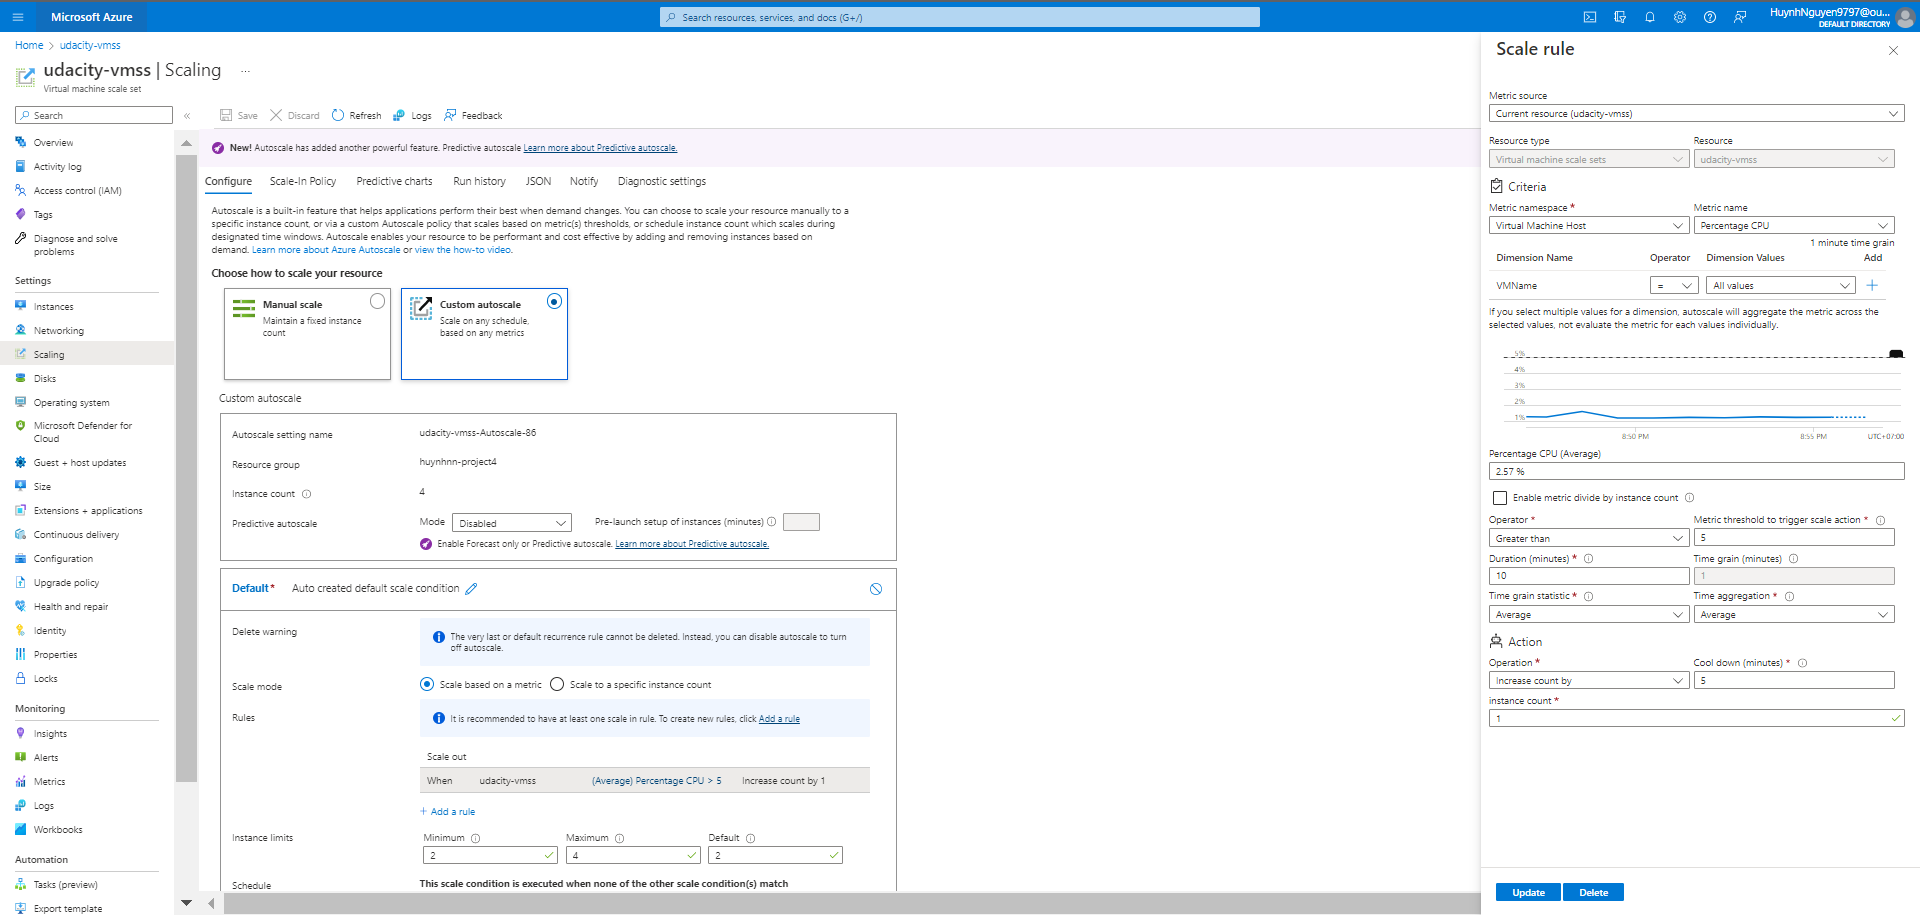 Microsoft Azure
Search resources, services, and docs (G+/)
HuynhNguyen9797@ou...
DEFAULT DIRECTORY
Home > udacity-vmss
udacity-vmss | Scaling ...
Virtual machine scale set
Search
Overview
Activity log
Access control (IAM)
Tags
Diagnose and solve
problems
Settings
Instances
Networking
Scaling
Disks
Operating system
Microsoft Defender for
Cloud
Guest + host updates
Size
Extensions + applications
Continuous delivery
Configuration
Upgrade policy
Health and repair
Identity
Properties
Locks
Monitoring
Insights
Alerts
Metrics
Logs
Workbooks
Automation
Tasks (preview)
Export template
Save Discard Refresh Logs Feedback
New! Autoscale has added another powerful feature. Predictive autoscale Learn more about Predictive autoscale.
Configure Scale-In Policy Predictive charts Run history JSON Notify Diagnostic settings
Autoscale is a built-in feature that helps applications perform their best when demand changes. You can choose to scale your resource manually to a
specific instance count, or via a custom Autoscale policy that scales based on metric(s) thresholds, or schedule instance count which scales during
designated time windows. Autoscale enables your resource to be performant and cost effective by adding and removing instances based on
demand. Learn more about Azure Autoscale or view the how-to video.
Choose how to scale your resource
Manual scale
Maintain a fixed instance
count
Custom autoscale
Scale on any schedule,
based on any metrics
Custom autoscale
Autoscale setting name udacity-vmss-Autoscale-86
Resource group huynhnn-project4
Instance count 4
Predictive autoscale Mode Disabled Pre-launch setup of instances (minutes)
Enable Forecast only or Predictive autoscale. Learn more about Predictive autoscale.
Default* Auto created default scale condition
Delete warning
The very last or default recurrence rule cannot be deleted. Instead, you can disable autoscale to turn
off autoscale.
Scale mode Scale based on a metric Scale to a specific instance count
Rules It is recommended to have at least one scale in rule. To create new rules, click Add a rule
Scale out
When udacity-vmss (Average) Percentage CPU > 5 Increase count by 1
+ Add a rule
Instance limits Minimum Maximum Default
2 4 2
Schedule This scale condition is executed when none of the other scale condition(s) match
Scale rule
Metric source
Current resource (udacity-vmss)
Resource type Resource
Virtual machine scale sets udacity-vmss
Criteria
Metric namespace * Metric name
Virtual Machine Host Percentage CPU
1 minute time grain
Dimension Name Operator Dimension Values Add
VMName = All values +
If you select multiple values for a dimension, autoscale will aggregate the metric across the
selected values, not evaluate the metric for each values individually.
5%
4%
3%
2%
1%
8:50 PM 8:55 PM UTC+07:00
Percentage CPU (Average)
2.57 %
Enable metric divide by instance count
Operator * Metric threshold to trigger scale action *
Greater than 5
Duration (minutes) * Time grain (minutes)
10 1
Time grain statistic * Time aggregation *
Average Average
Action
Operation * Cool down (minutes) *
Increase count by 5
instance count *
1
Update Delete